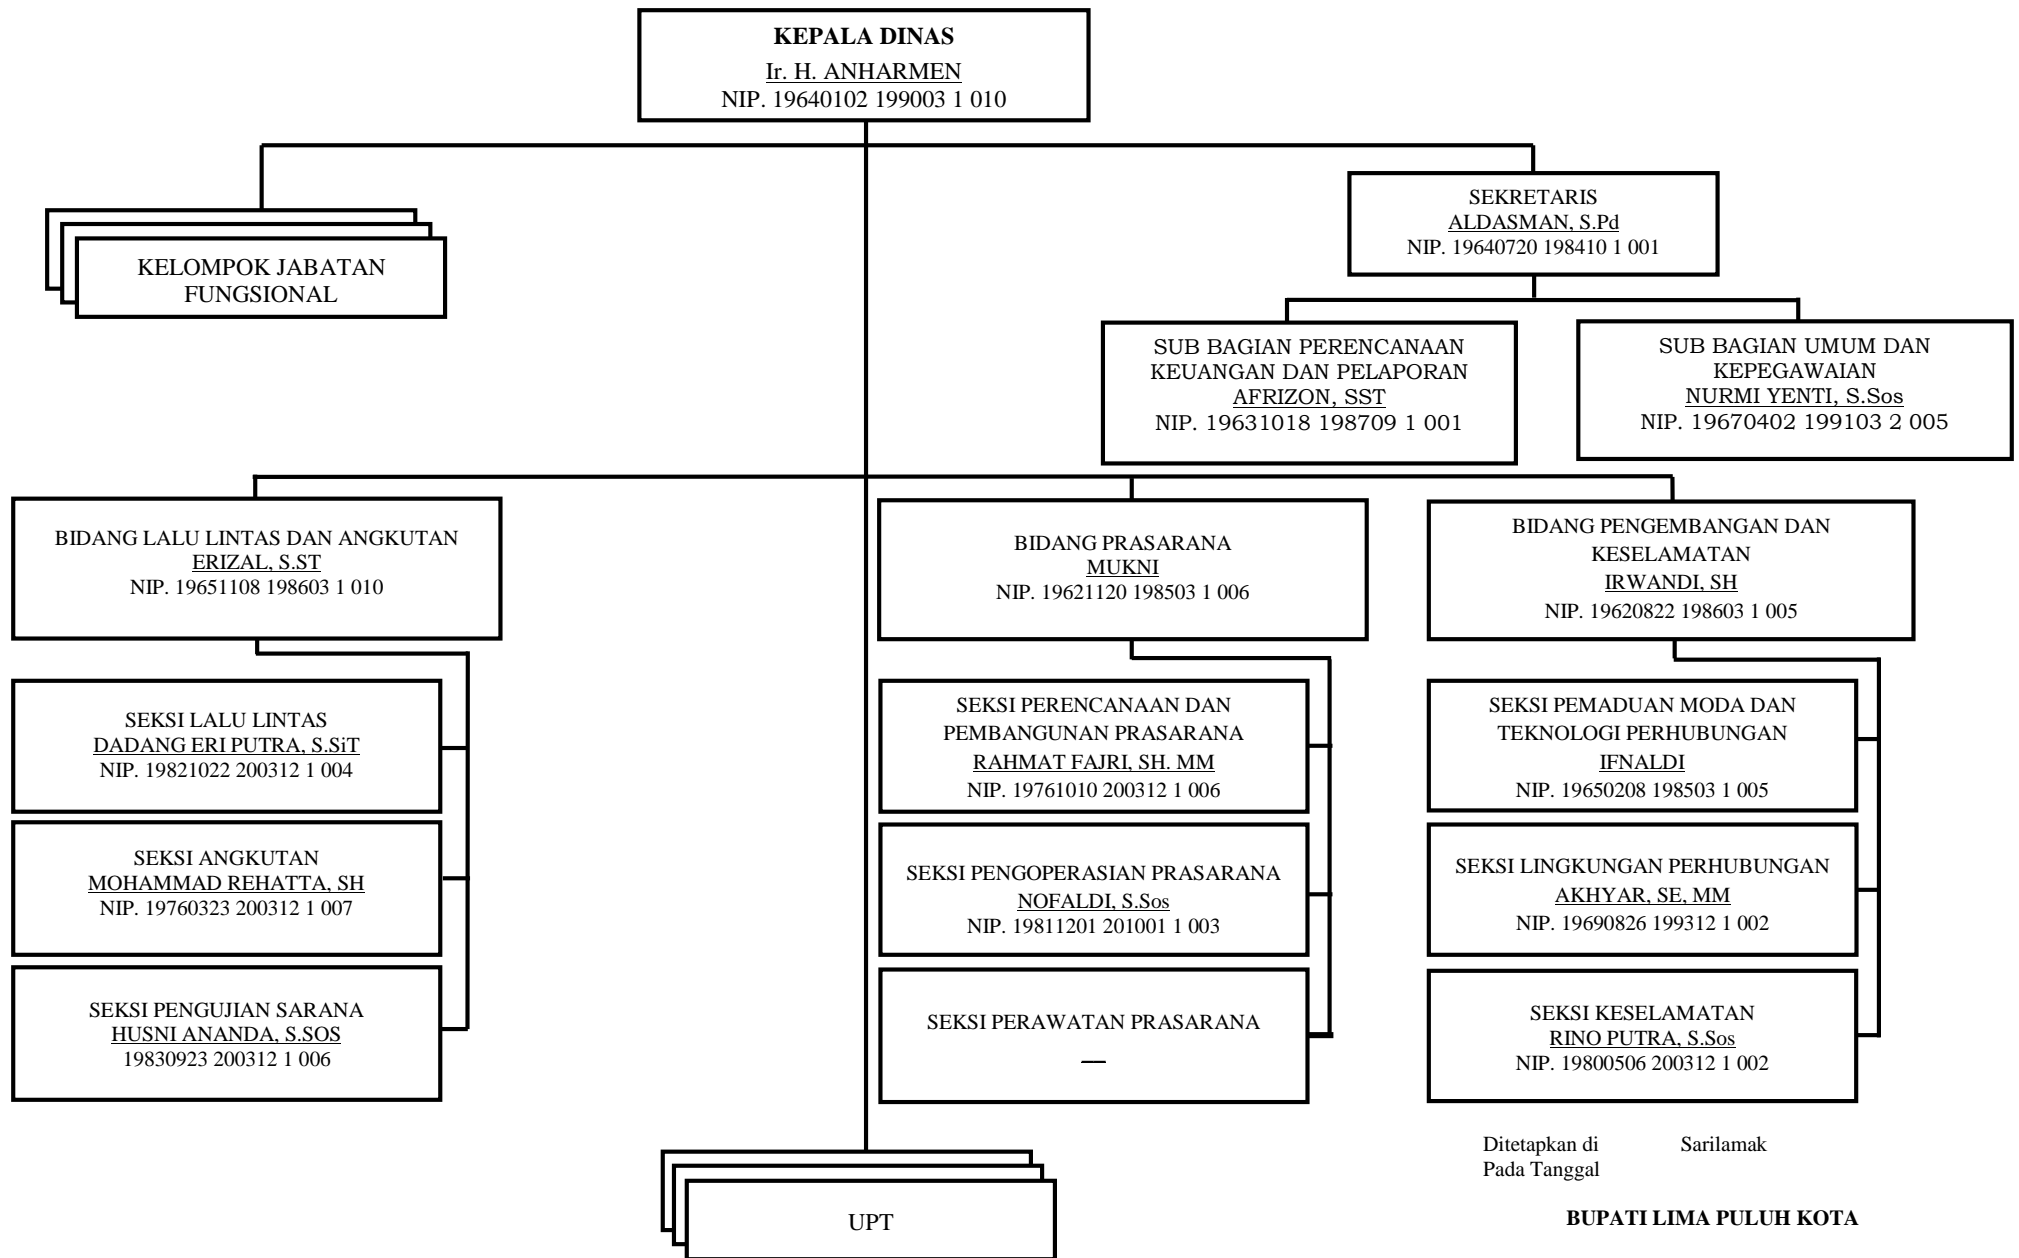 KEPALA DINAS
Ir. H. ANHARMEN
NIP. 19640102 199003 1 010
SEKRETARIS
ALDASMAN, S.Pd
NIP. 19640720 198410 1 001
KELOMPOK JABATAN
FUNGSIONAL
SUB BAGIAN PERENCANAAN
KEUANGAN DAN PELAPORAN
AFRIZON, SST
NIP. 19631018 198709 1 001
SUB BAGIAN UMUM DAN
KEPEGAWAIAN
NURMI YENTI, S.Sos
NIP. 19670402 199103 2 005
BIDANG LALU LINTAS DAN ANGKUTAN
ERIZAL, S.ST
NIP. 19651108 198603 1 010
BIDANG PRASARANA
MUKNI
NIP. 19621120 198503 1 006
BIDANG PENGEMBANGAN DAN
KESELAMATAN
IRWANDI, SH
NIP. 19620822 198603 1 005
SEKSI LALU LINTAS
DADANG ERI PUTRA, S.SiT
NIP. 19821022 200312 1 004
SEKSI PERENCANAAN DAN
PEMBANGUNAN PRASARANA
RAHMAT FAJRI, SH. MM
NIP. 19761010 200312 1 006
SEKSI PEMADUAN MODA DAN
TEKNOLOGI PERHUBUNGAN
IFNALDI
NIP. 19650208 198503 1 005
SEKSI ANGKUTAN
MOHAMMAD REHATTA, SH
NIP. 19760323 200312 1 007
SEKSI PENGOPERASIAN PRASARANA
NOFALDI, S.Sos
NIP. 19811201 201001 1 003
SEKSI LINGKUNGAN PERHUBUNGAN
AKHYAR, SE, MM
NIP. 19690826 199312 1 002
SEKSI PENGUJIAN SARANA
HUSNI ANANDA, S.SOS
19830923 200312 1 006
SEKSI PERAWATAN PRASARANA
—
SEKSI KESELAMATAN
RINO PUTRA, S.Sos
NIP. 19800506 200312 1 002
UPT
Ditetapkan di Sarilamak
Pada Tanggal
BUPATI LIMA PULUH KOTA